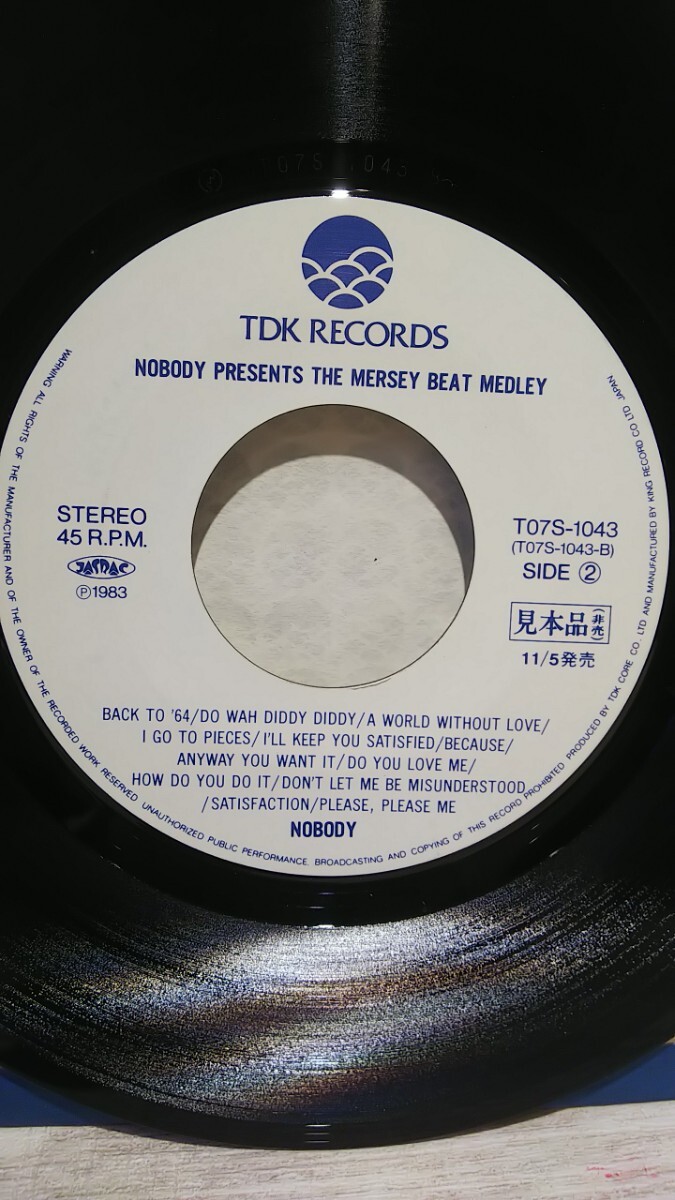 T07S 1043
TDK RECORDS
NOBODY PRESENTS THE MERSEY BEAT MEDLEY
STEREO
45 R.P.M.
JASRAC
Ⓟ1983
T07S-1043
(T07S-1043-B)
SIDE ②
見本品(非売)
11/5発売
BACK TO '64/DO WAH DIDDY DIDDY/A WORLD WITHOUT LOVE/
I GO TO PIECES/I'LL KEEP YOU SATISFIED/BECAUSE/
ANYWAY YOU WANT IT/DO YOU LOVE ME/
HOW DO YOU DO IT/DON'T LET ME BE MISUNDERSTOOD
/SATISFACTION/PLEASE, PLEASE ME
NOBODY
WARNING ALL RIGHTS OF THE MANUFACTURER AND OF THE OWNER OF THE RECORDED WORK RESERVED UNAUTHORIZED PUBLIC PERFORMANCE BROADCASTING AND COPYING OF THIS RECORD PROHIBITED PRODUCED BY TDK CORE CO. LTD AND MANUFACTURED BY KING RECORD CO LTD JAPAN